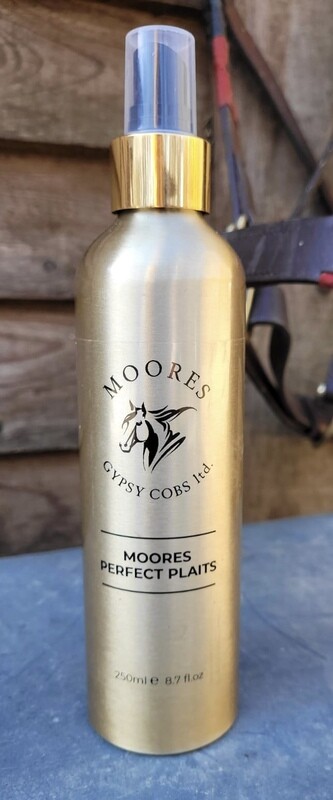 MOORES
GYPSY COBS ltd.
MOORES
PERFECT PLAITS
250ml e 8.7 fl.oz